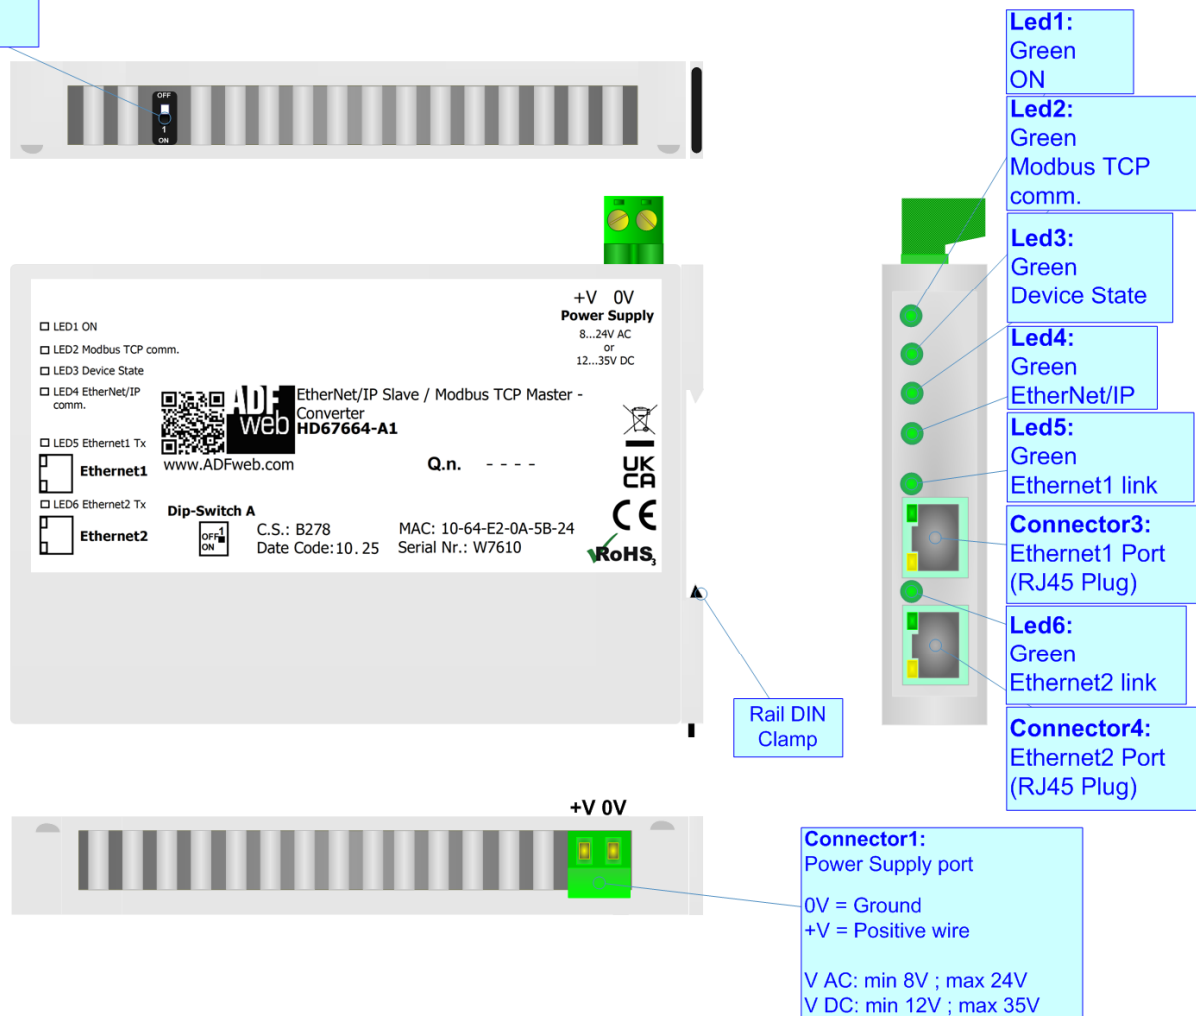 OFF
1
ON
Led1:
Green
ON
Led2:
Green
Modbus TCP
comm.
Led3:
Green
Device State
Led4:
Green
EtherNet/IP
Led5:
Green
Ethernet1 link
Connector3:
Ethernet1 Port
(RJ45 Plug)
Led6:
Green
Ethernet2 link
Connector4:
Ethernet2 Port
(RJ45 Plug)
+V 0V
Power Supply
8...24V AC
or
12...35V DC
LED1 ON
LED2 Modbus TCP comm.
LED3 Device State
LED4 EtherNet/IP
comm.
LED5 Ethernet1 Tx
Ethernet1
LED6 Ethernet2 Tx
Ethernet2
ADF
web
www.ADFweb.com
EtherNet/IP Slave / Modbus TCP Master -
Converter
HD67664-A1
Q.n. - - - -
Dip-Switch A
1
OFF
ON
C.S.: B278
Date Code:10.25
MAC: 10-64-E2-0A-5B-24
Serial Nr.: W7610
UK
CA
CE
RoHS3
Rail DIN
Clamp
+V 0V
Connector1:
Power Supply port
0V = Ground
+V = Positive wire
V AC: min 8V ; max 24V
V DC: min 12V ; max 35V